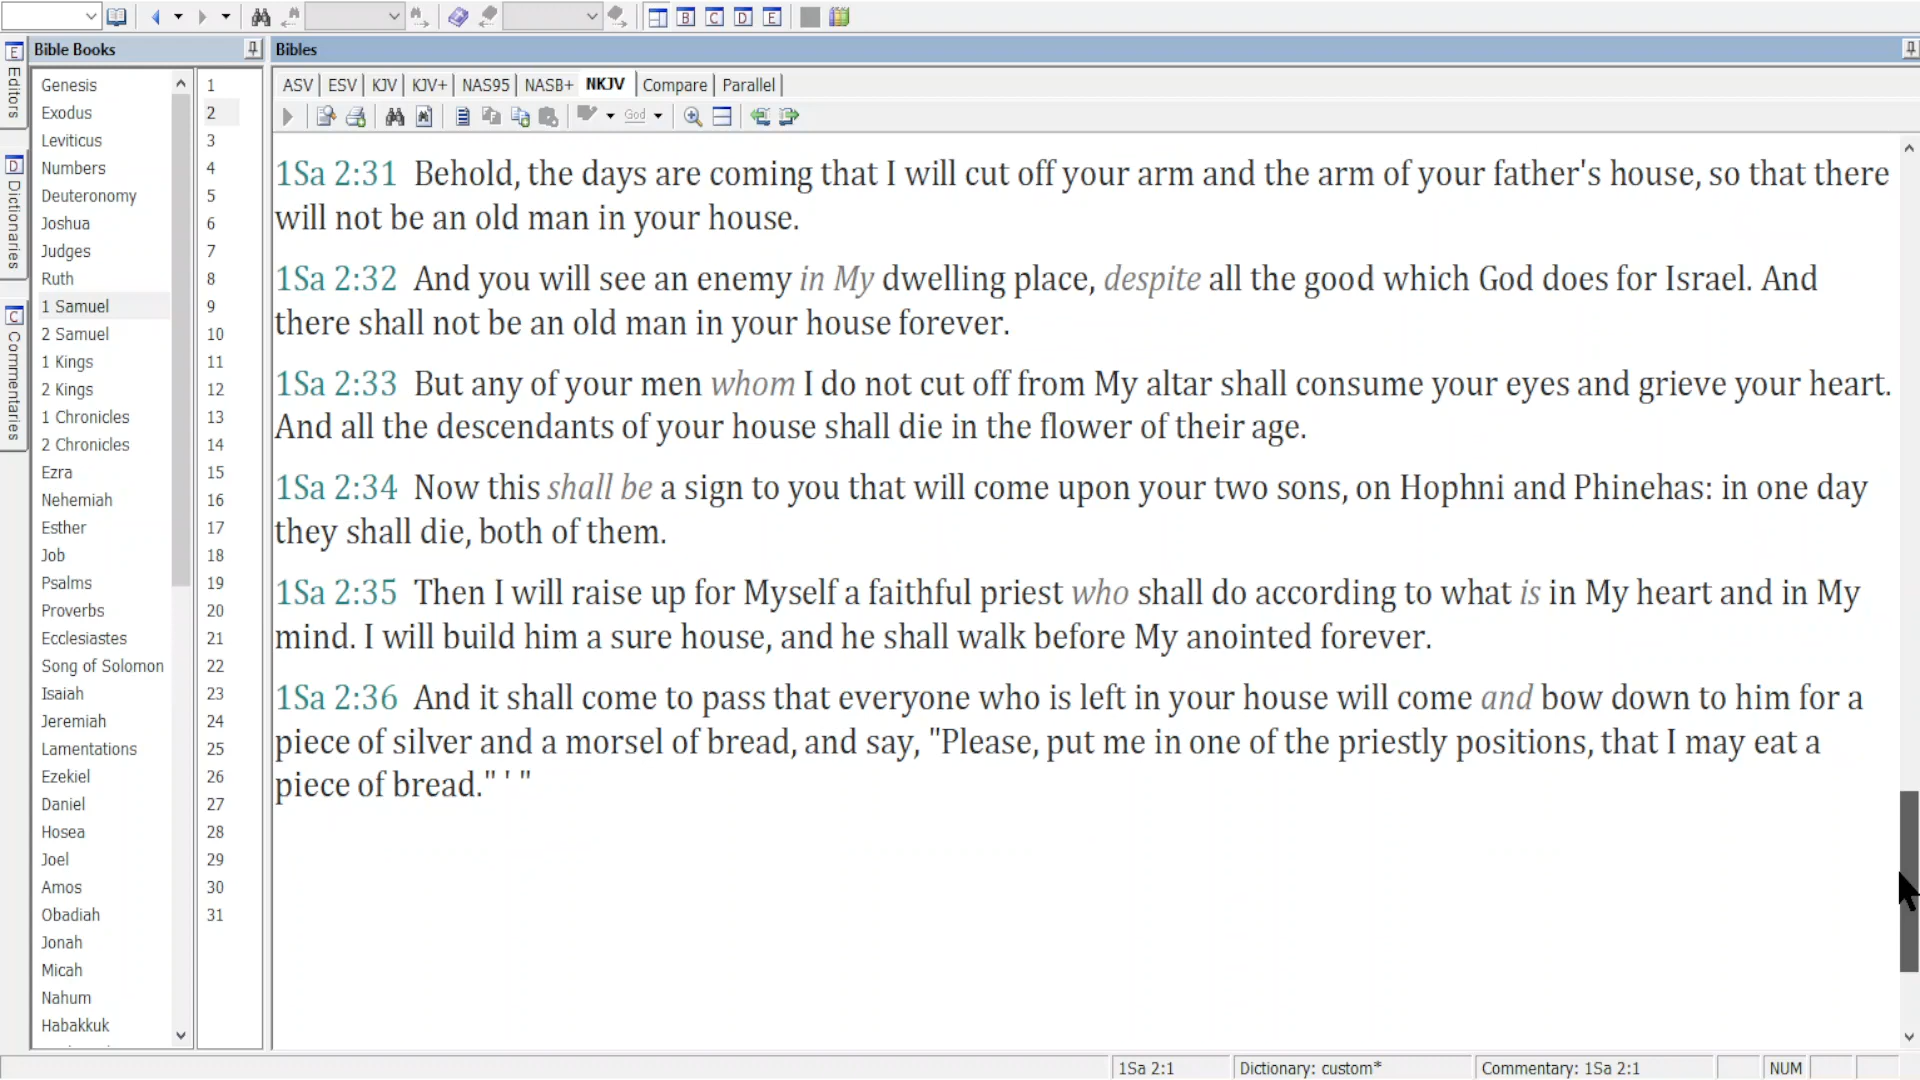 B C D E
Bible Books
Bibles
E Editors
D Dictionaries
C Commentaries
Genesis
Exodus
Leviticus
Numbers
Deuteronomy
Joshua
Judges
Ruth
1 Samuel
2 Samuel
1 Kings
2 Kings
1 Chronicles
2 Chronicles
Ezra
Nehemiah
Esther
Job
Psalms
Proverbs
Ecclesiastes
Song of Solomon
Isaiah
Jeremiah
Lamentations
Ezekiel
Daniel
Hosea
Joel
Amos
Obadiah
Jonah
Micah
Nahum
Habakkuk
1
2
3
4
5
6
7
8
9
10
11
12
13
14
15
16
17
18
19
20
21
22
23
24
25
26
27
28
29
30
31
ASV ESV KJV KJV+ NAS95 NASB+ NKJV Compare Parallel
God
1Sa 2:31 Behold, the days are coming that I will cut off your arm and the arm of your father's house, so that there
will not be an old man in your house.
1Sa 2:32 And you will see an enemy in My dwelling place, despite all the good which God does for Israel. And
there shall not be an old man in your house forever.
1Sa 2:33 But any of your men whom I do not cut off from My altar shall consume your eyes and grieve your heart.
And all the descendants of your house shall die in the flower of their age.
1Sa 2:34 Now this shall be a sign to you that will come upon your two sons, on Hophni and Phinehas: in one day
they shall die, both of them.
1Sa 2:35 Then I will raise up for Myself a faithful priest who shall do according to what is in My heart and in My
mind. I will build him a sure house, and he shall walk before My anointed forever.
1Sa 2:36 And it shall come to pass that everyone who is left in your house will come and bow down to him for a
piece of silver and a morsel of bread, and say, "Please, put me in one of the priestly positions, that I may eat a
piece of bread." ' "
1Sa 2:1
Dictionary: custom*
Commentary: 1Sa 2:1
NUM